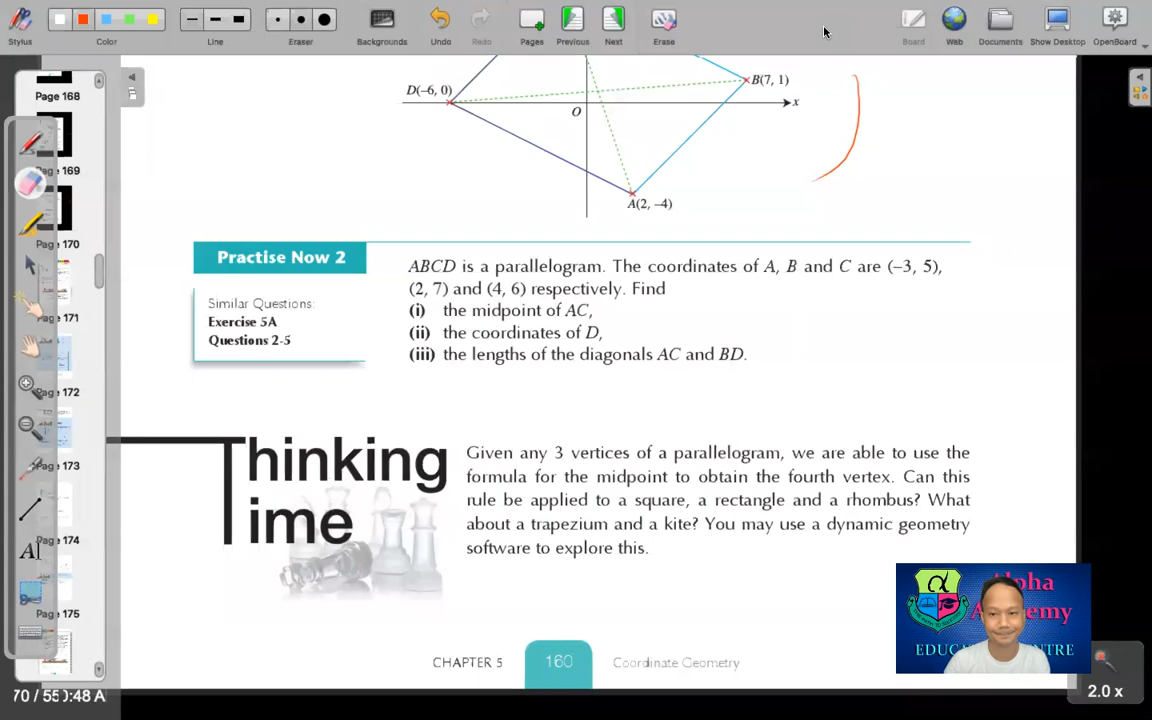 Stylus
Color
Line
Eraser
Backgrounds
Undo
Redo
Pages
Previous
Next
Erase
Board
Web
Documents
Show Desktop
OpenBoard
Page 168
Page 169
Page 170
Page 171
Page 172
Page 173
Page 174
Page 175
D(–6, 0)
B(7, 1)
x
O
A(2, –4)
Practise Now 2
Similar Questions:
Exercise 5A
Questions 2-5
ABCD is a parallelogram. The coordinates of A, B and C are (–3, 5),
(2, 7) and (4, 6) respectively. Find
(i) the midpoint of AC,
(ii) the coordinates of D,
(iii) the lengths of the diagonals AC and BD.
Thinking
Time
Given any 3 vertices of a parallelogram, we are able to use the
formula for the midpoint to obtain the fourth vertex. Can this
rule be applied to a square, a rectangle and a rhombus? What
about a trapezium and a kite? You may use a dynamic geometry
software to explore this.
CHAPTER 5
160
Coordinate Geometry
Alpha
Academy
2.0 x